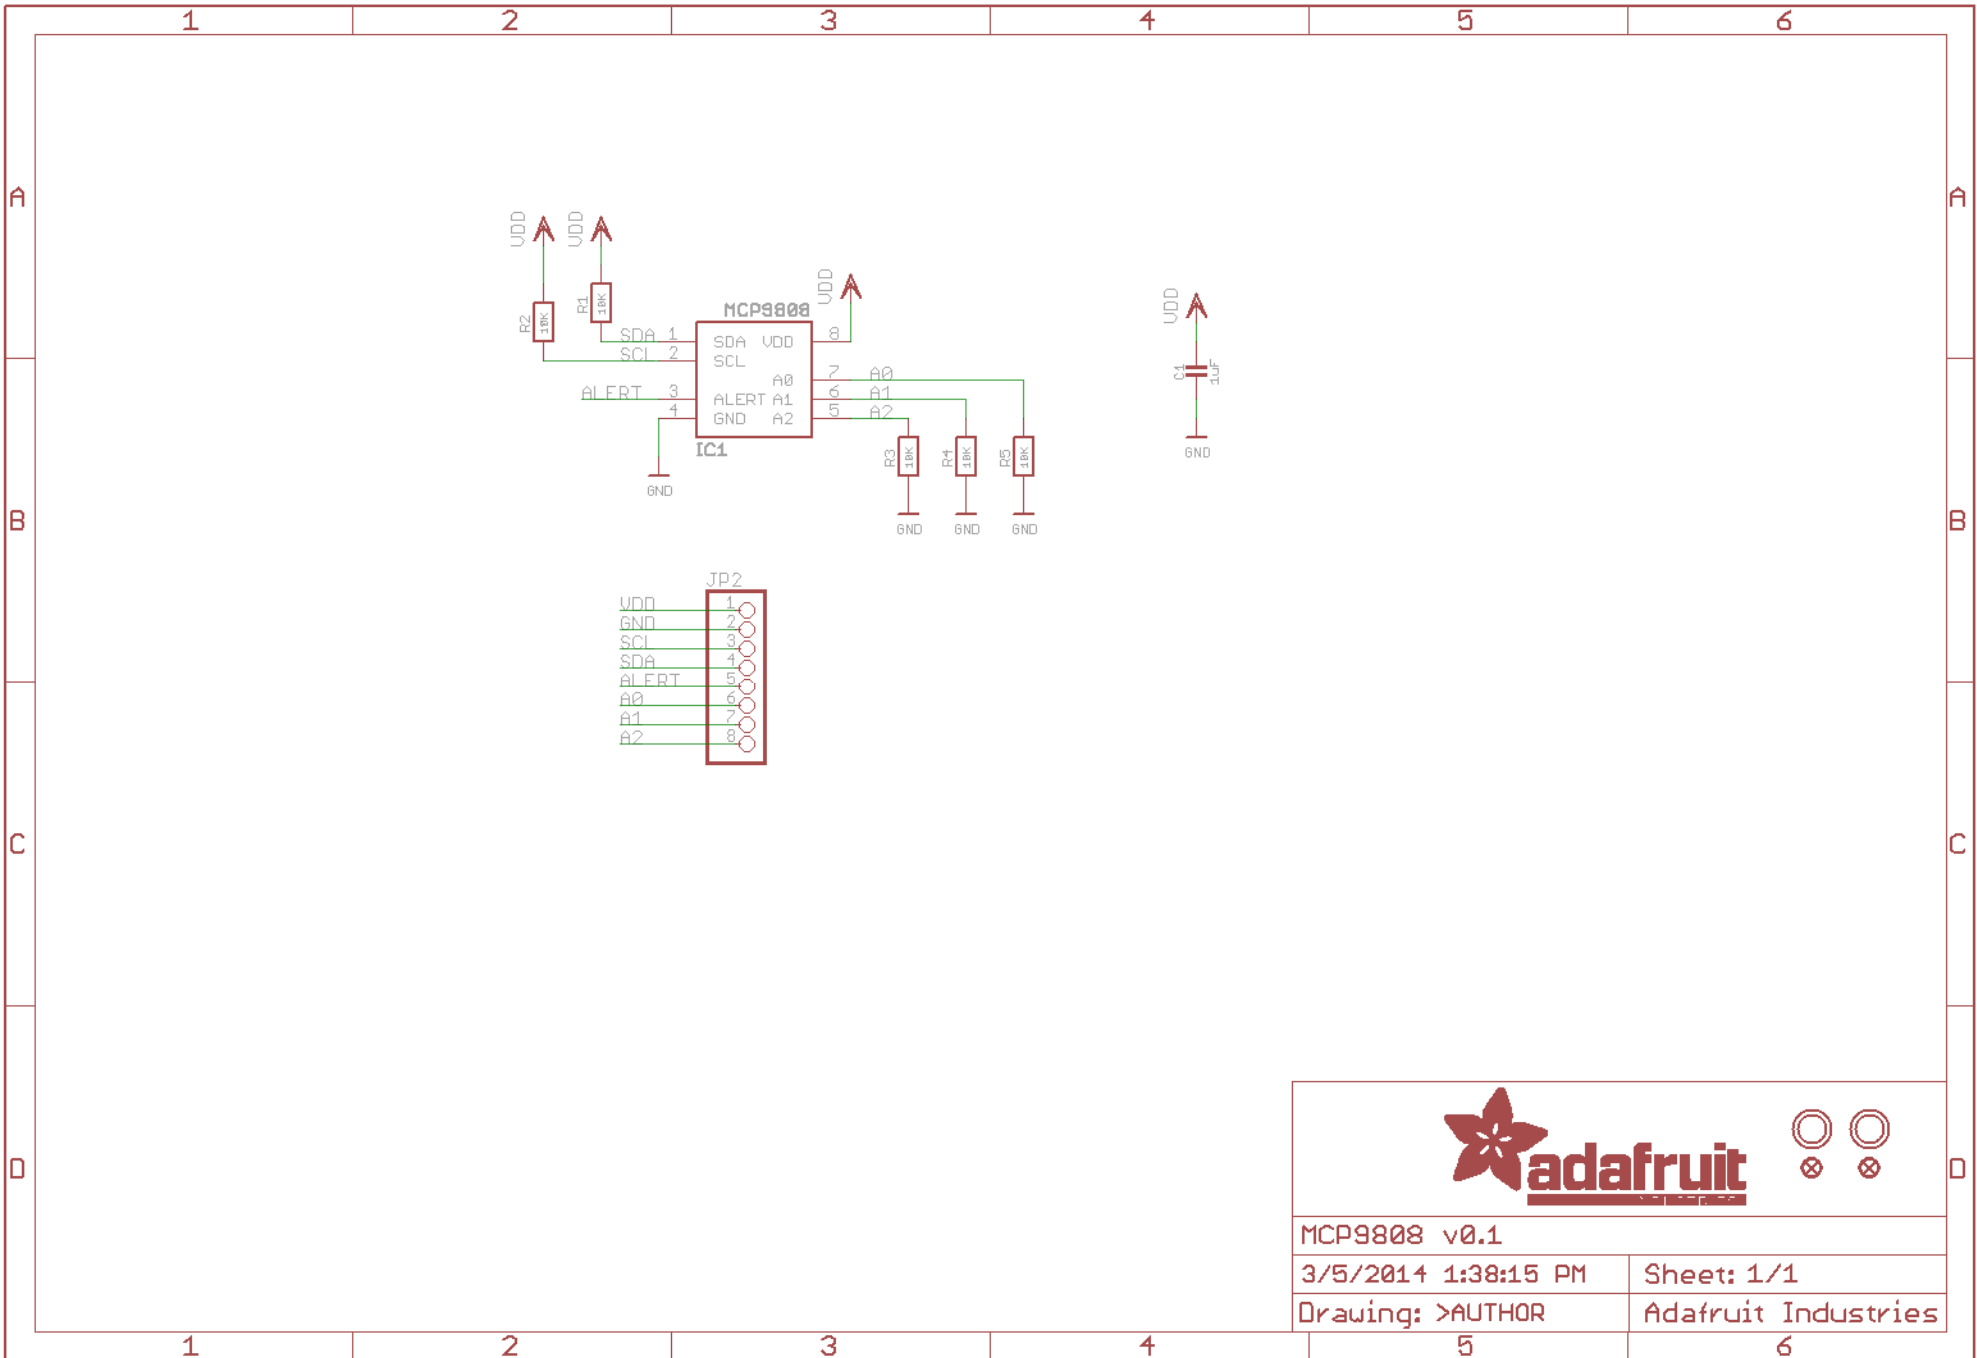 1 2 3 4 5 6
A A
VDD VDD
VDD
VDD
R2 10K
R1 10K
MCP9808
SDA 1 SDA VDD 8
SCL 2 SCL
A0 7 A0
ALERT 3 ALERT A1 6 A1
4 GND A2 5 A2
IC1
GND
R3 10K
R4 10K
R5 10K
GND GND GND
C1 1uF
GND
B B
JP2
VDD 1
GND 2
SCL 3
SDA 4
ALERT 5
A0 6
A1 7
A2 8
C C
D D
adafruit
MCP9808 v0.1
3/5/2014 1:38:15 PM Sheet: 1/1
Drawing: >AUTHOR Adafruit Industries
1 2 3 4 5 6